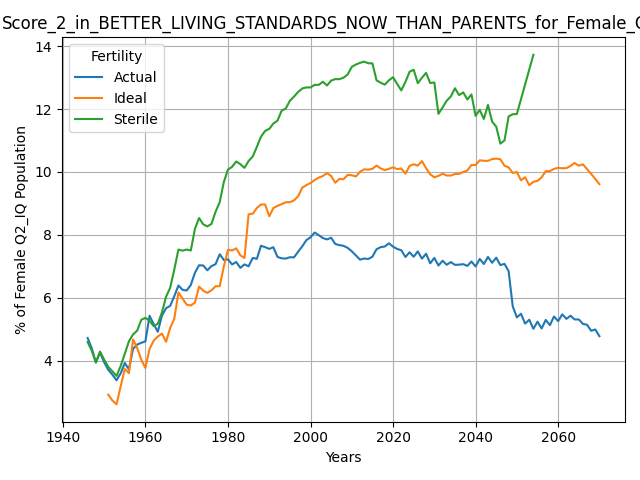 Score_2_in_BETTER_LIVING_STANDARDS_NOW_THAN_PARENTS_for_Female_
14
12
10
8
6
4
% of Female Q2_IQ Population
Fertility
Actual
Ideal
Sterile
1940 1960 1980 2000 2020 2040 2060
Years